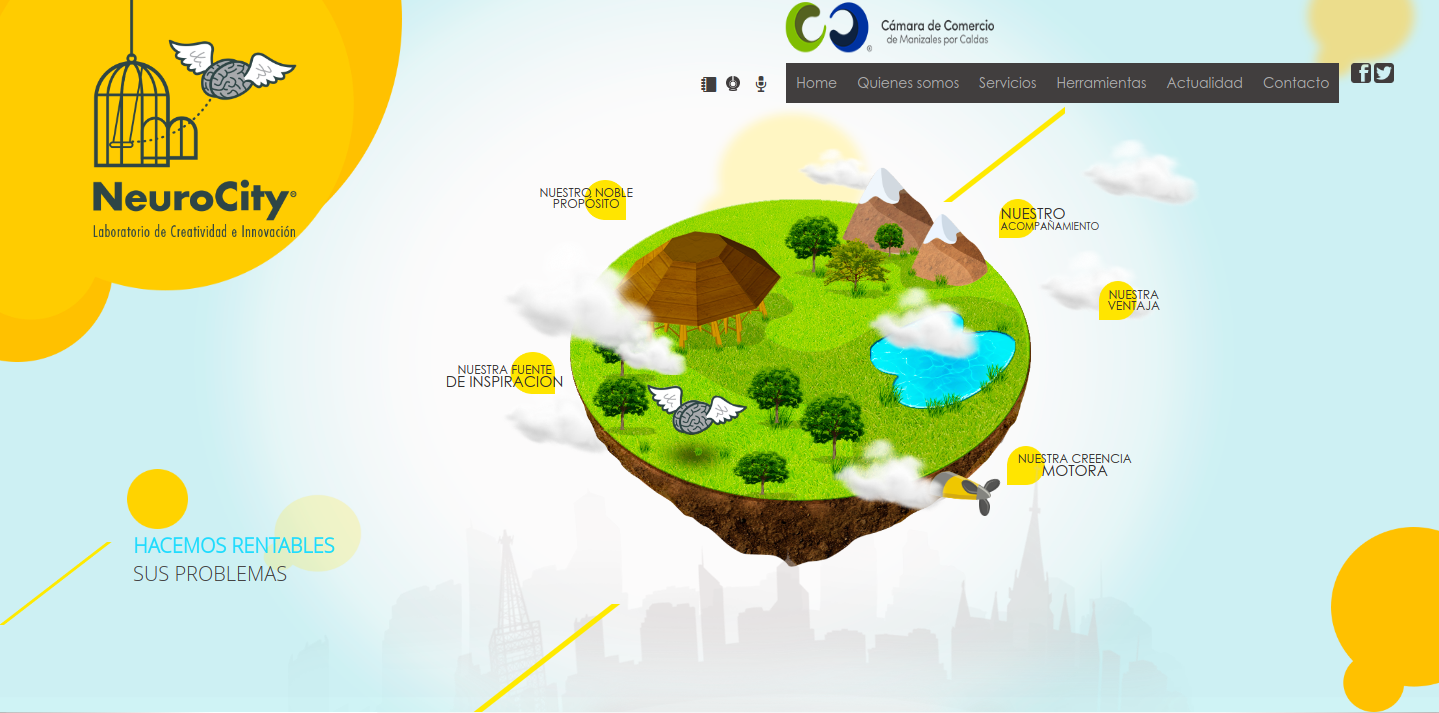 Cámara de Comercio
de Manizales por Caldas
Home Quienes somos Servicios Herramientas Actualidad Contacto
NeuroCity®
Laboratorio de Creatividad e Innovación
NUESTRO NOBLE
PROPÓSITO
NUESTRO
ACOMPAÑAMIENTO
NUESTRA
VENTAJA
NUESTRA FUENTE
DE INSPIRACION
NUESTRA CREENCIA
MOTORA
HACEMOS RENTABLES
SUS PROBLEMAS